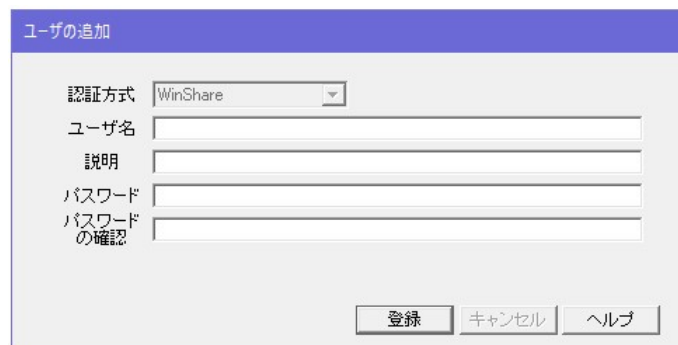 ユーザの追加
認証方式 WinShare
ユーザ名
説明
パスワード
パスワード
の確認
登録 キャンセル ヘルプ